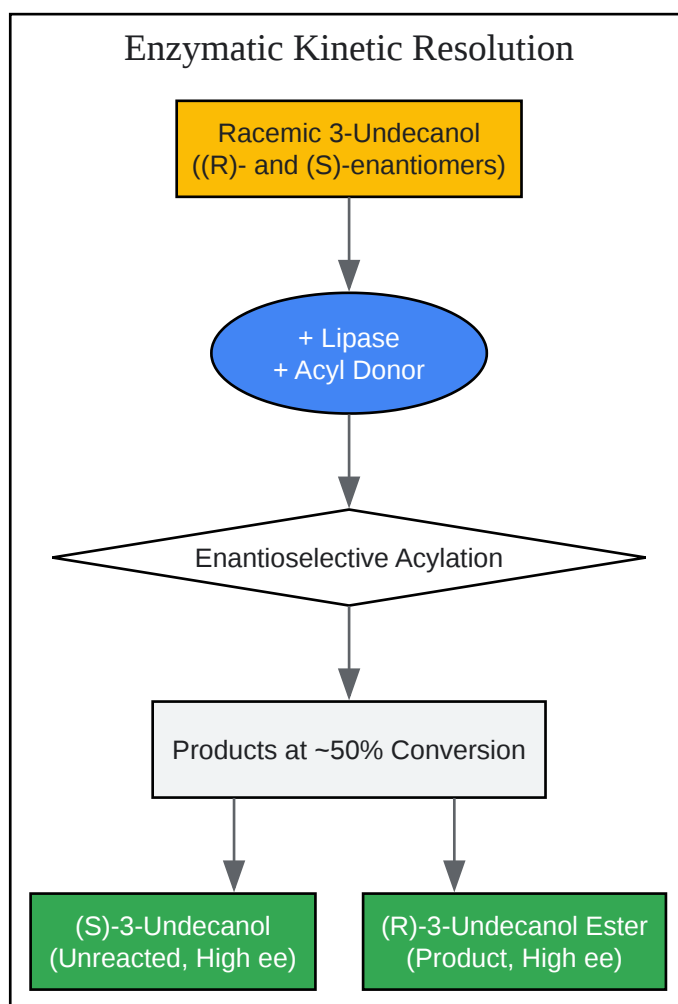 Enzymatic Kinetic Resolution
Racemic 3-Undecanol
((R)- and (S)-enantiomers)
+ Lipase
+ Acyl Donor
Enantioselective Acylation
Products at ~50% Conversion
(S)-3-Undecanol
(Unreacted, High ee)
(R)-3-Undecanol Ester
(Product, High ee)